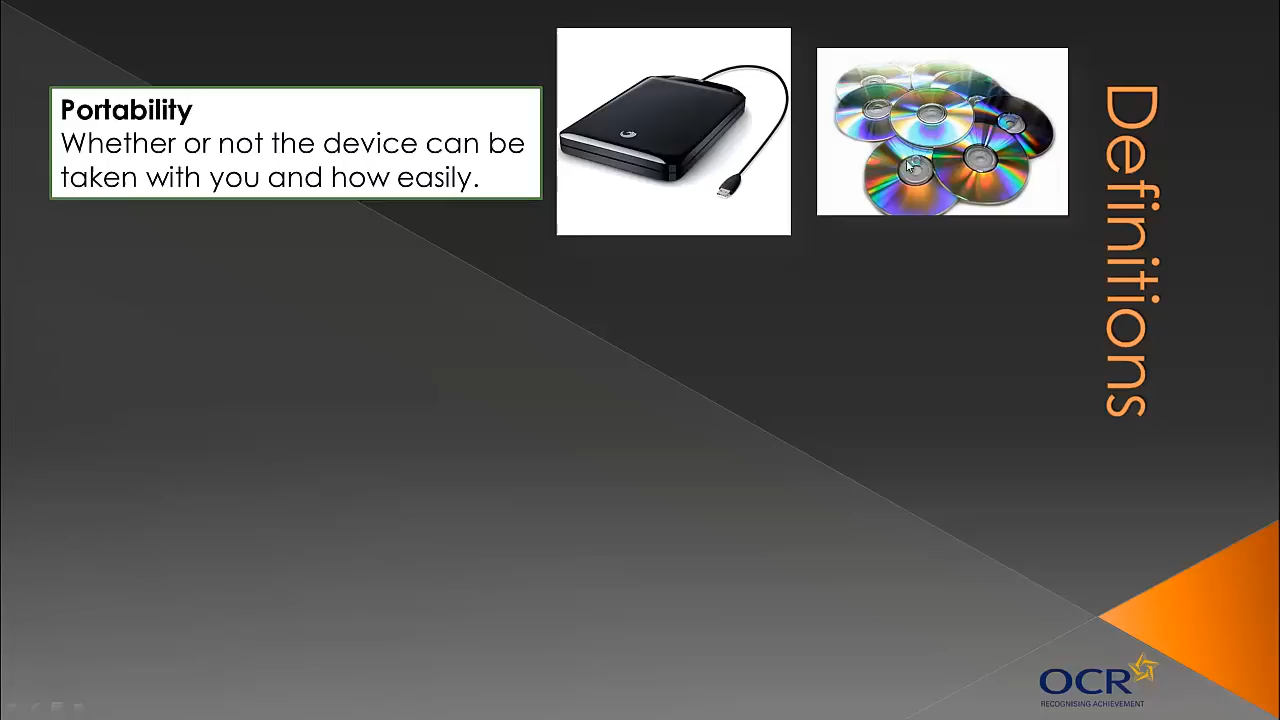 Portability
Whether or not the device can be
taken with you and how easily.
Definitions
OCR
RECOGNISING ACHIEVEMENT